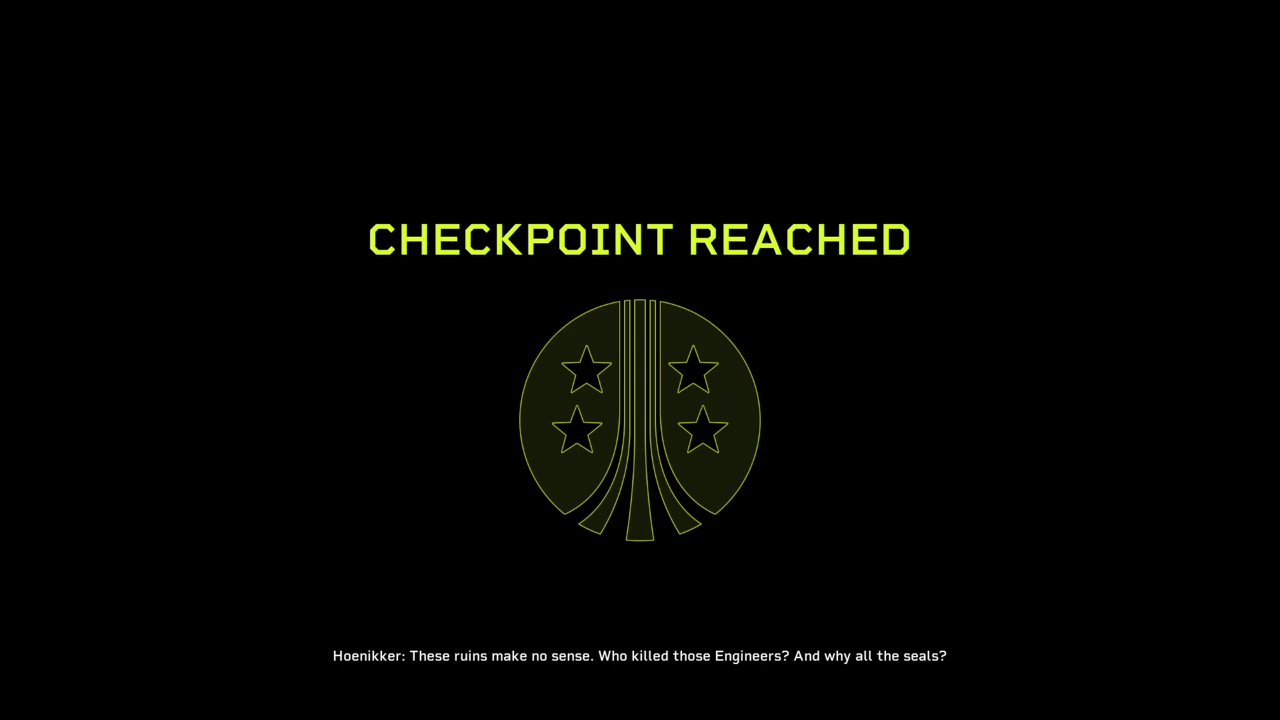 CHECKPOINT REACHED
Hoenikker: These ruins make no sense. Who killed those Engineers? And why all the seals?